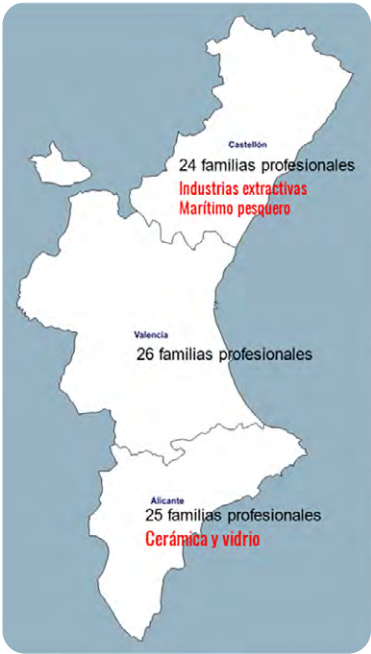 Castellón
24 familias profesionales
Industrias extractivas
Marítimo pesquero
Valencia
26 familias profesionales
Alicante
25 familias profesionales
Cerámica y vidrio